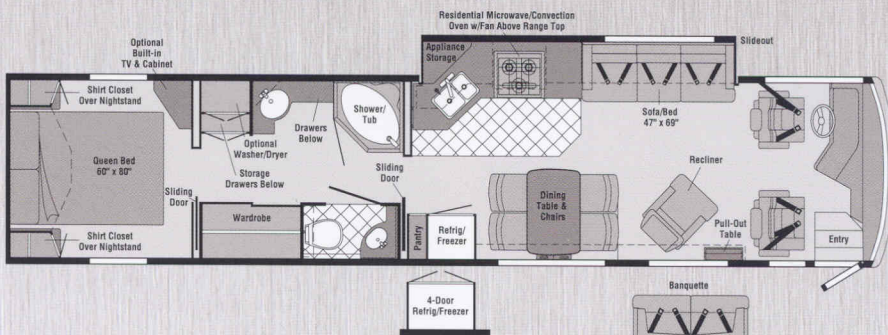 Residential Microwave/Convection
Oven w/Fan Above Range Top
Optional
Built-in
TV & Cabinet
Appliance
Storage
Slideout
Shirt Closet
Over Nightstand
Shower/
Tub
Drawers
Below
Sofa/Bed
47" x 69"
Optional
Washer/Dryer
Queen Bed
60" x 80"
Storage
Drawers Below
Sliding
Door
Recliner
Sliding
Door
Dining
Table &
Chairs
Wardrobe
Pull-Out
Table
Shirt Closet
Over Nightstand
Pantry
Refrig/
Freezer
Entry
Banquette
4-Door
Refrig/Freezer